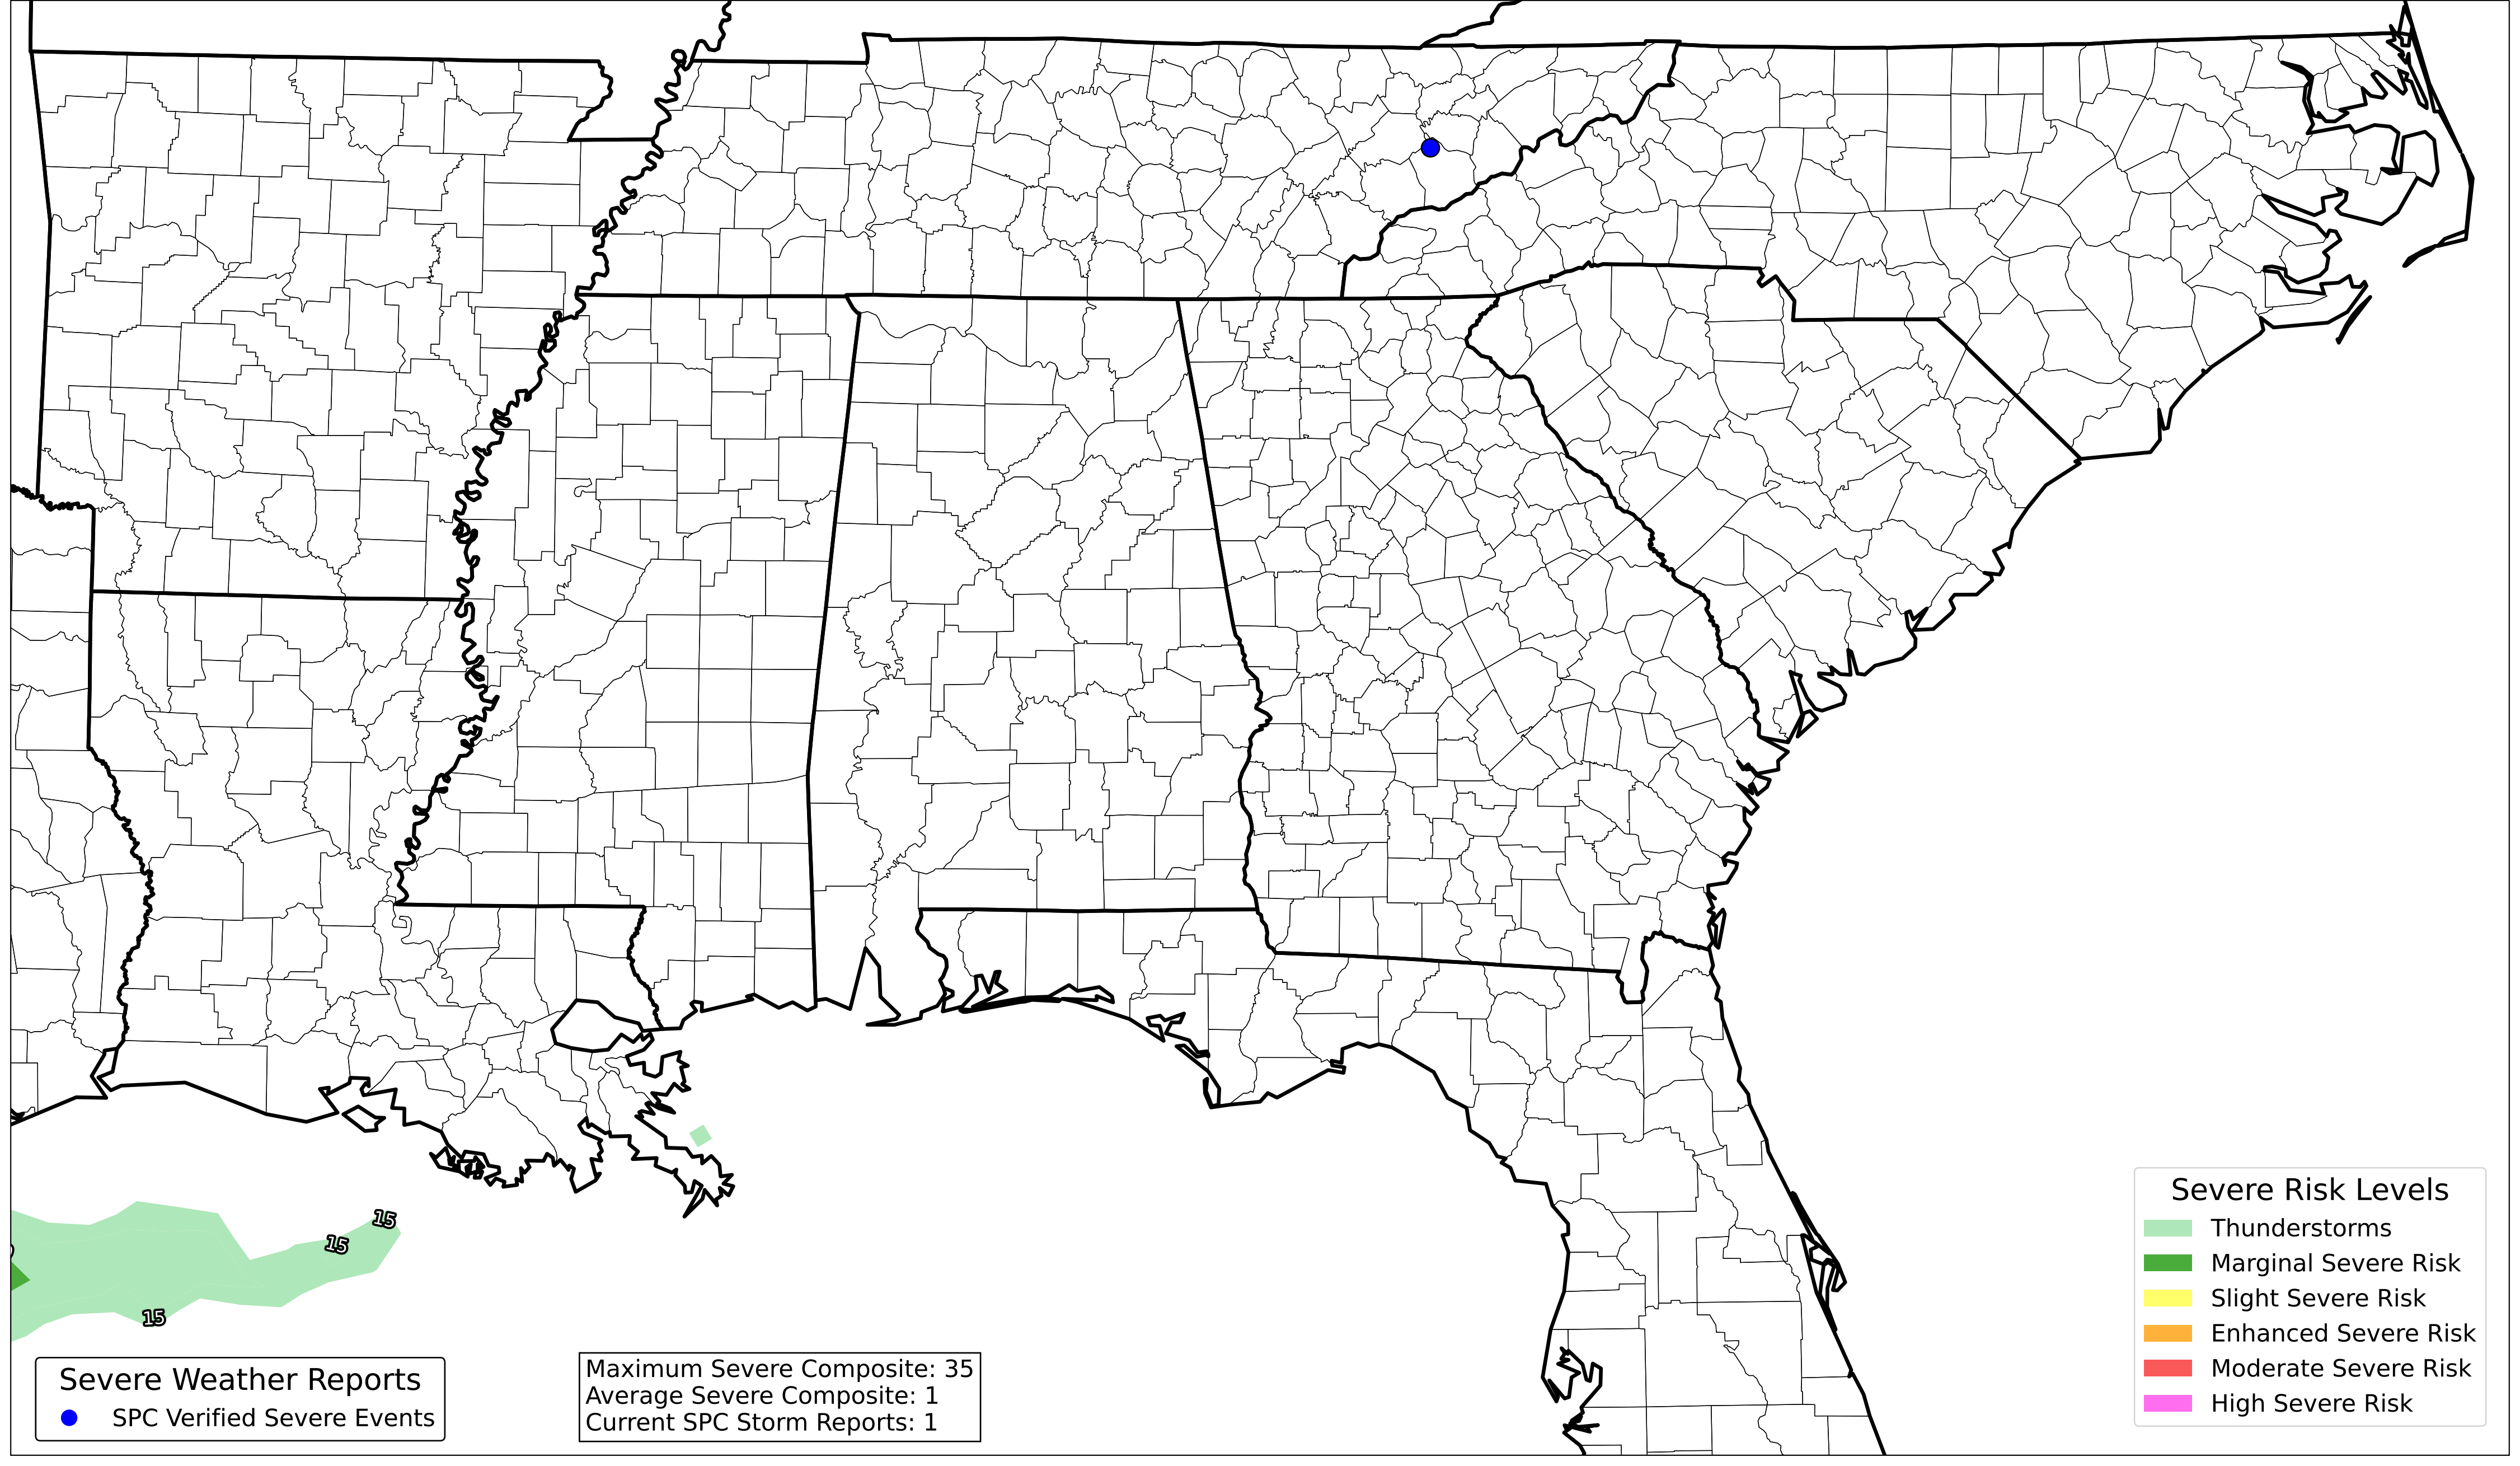 15
15
15
Severe Weather Reports
SPC Verified Severe Events
Maximum Severe Composite: 35
Average Severe Composite: 1
Current SPC Storm Reports: 1
Severe Risk Levels
Thunderstorms
Marginal Severe Risk
Slight Severe Risk
Enhanced Severe Risk
Moderate Severe Risk
High Severe Risk